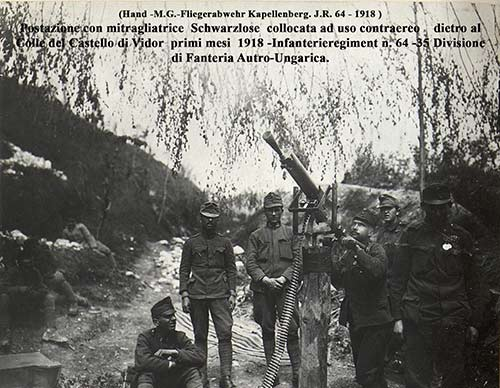 (Hand -M.G.-Fliegerabwehr Kapellenberg. J.R. 64 - 1918 )
Postazione con mitragliatrice Schwarzlose collocata ad uso contraereo dietro al
Colle del Castello di Vidor primi mesi 1918 -Infanterieregiment n. 64 -35 Divisione
di Fanteria Autro-Ungarica.